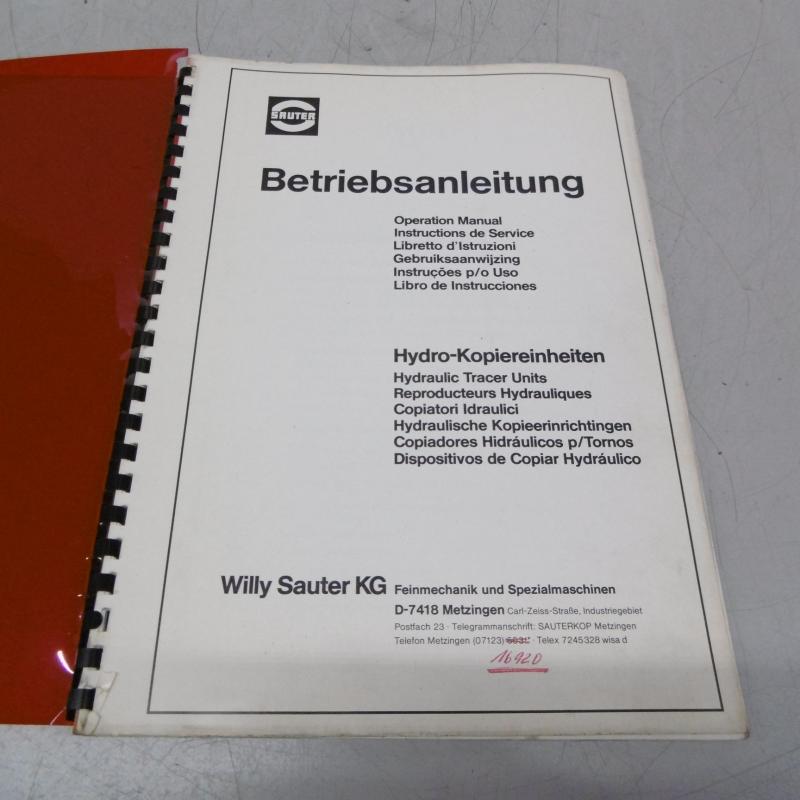 SAUTER
Betriebsanleitung
Operation Manual
Instructions de Service
Libretto d'Istruzioni
Gebruiksaanwijzing
Instruções p/o Uso
Libro de Instrucciones
Hydro-Kopiereinheiten
Hydraulic Tracer Units
Reproducteurs Hydrauliques
Copiatori Idraulici
Hydraulische Kopieerinrichtingen
Copiadores Hidráulicos p/Tornos
Dispositivos de Copiar Hydráulico
Willy Sauter KG Feinmechanik und Spezialmaschinen
D-7418 Metzingen Carl-Zeiss-Straße, Industriegebiet
Postfach 23 · Telegrammanschrift: SAUTERKOP Metzingen
Telefon Metzingen (07123) · Telex 7245328 wisa d
16920